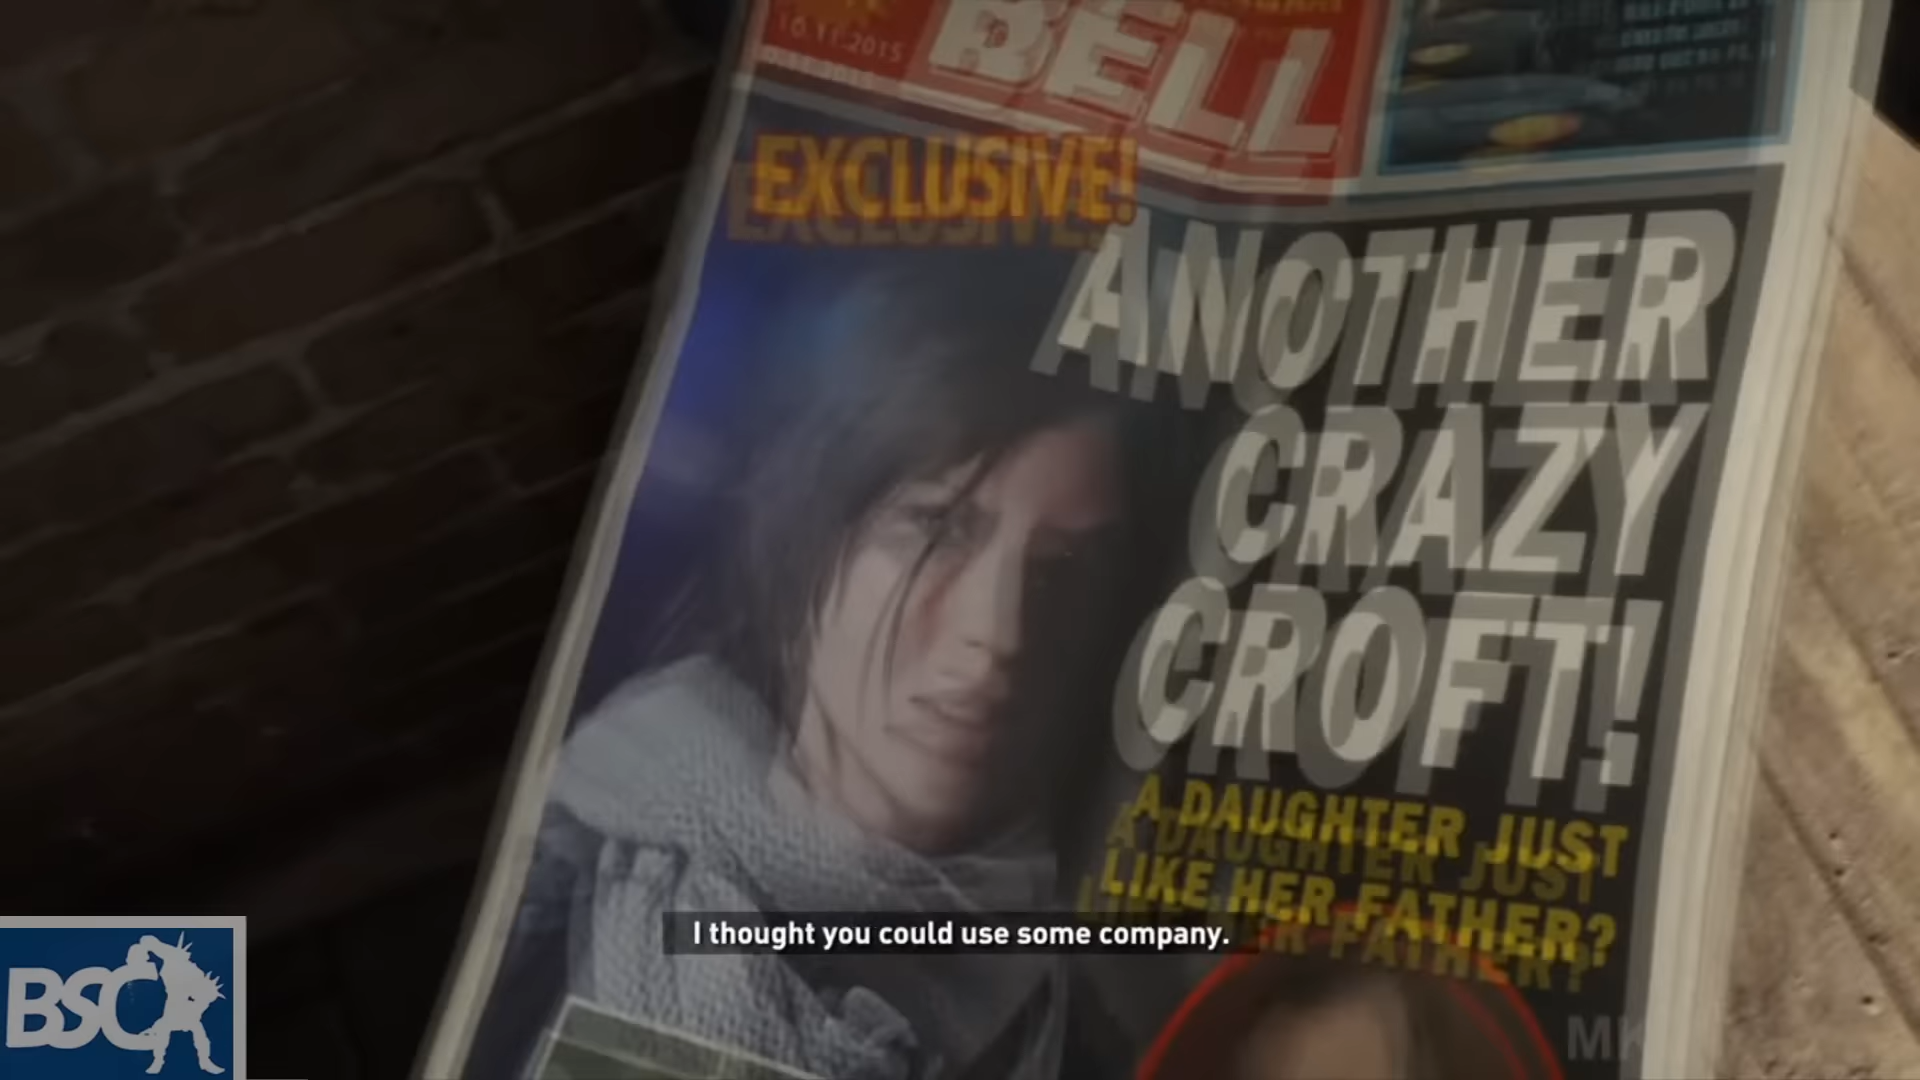 10.11.2015
BELL
EXCLUSIVE!
ANOTHER
CRAZY
CROFT!
A DAUGHTER JUST
LIKE HER FATHER?
I thought you could use some company.
BSC